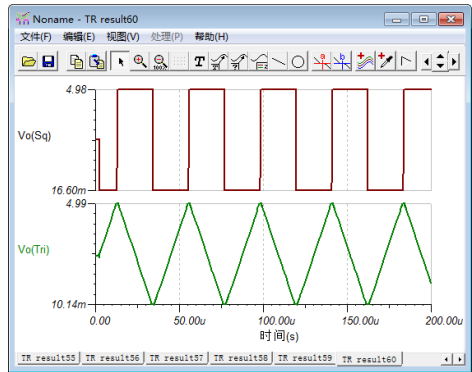 Noname - TR result60
文件(F) 编辑(E) 视图(V) 处理(P) 帮助(H)
4.98
Vo(Sq)
16.60m
4.99
Vo(Tri)
10.14m
0.00 50.00u 100.00u 150.00u 200.00u
时间(s)
TR result55 TR result56 TR result57 TR result58 TR result59 TR result60